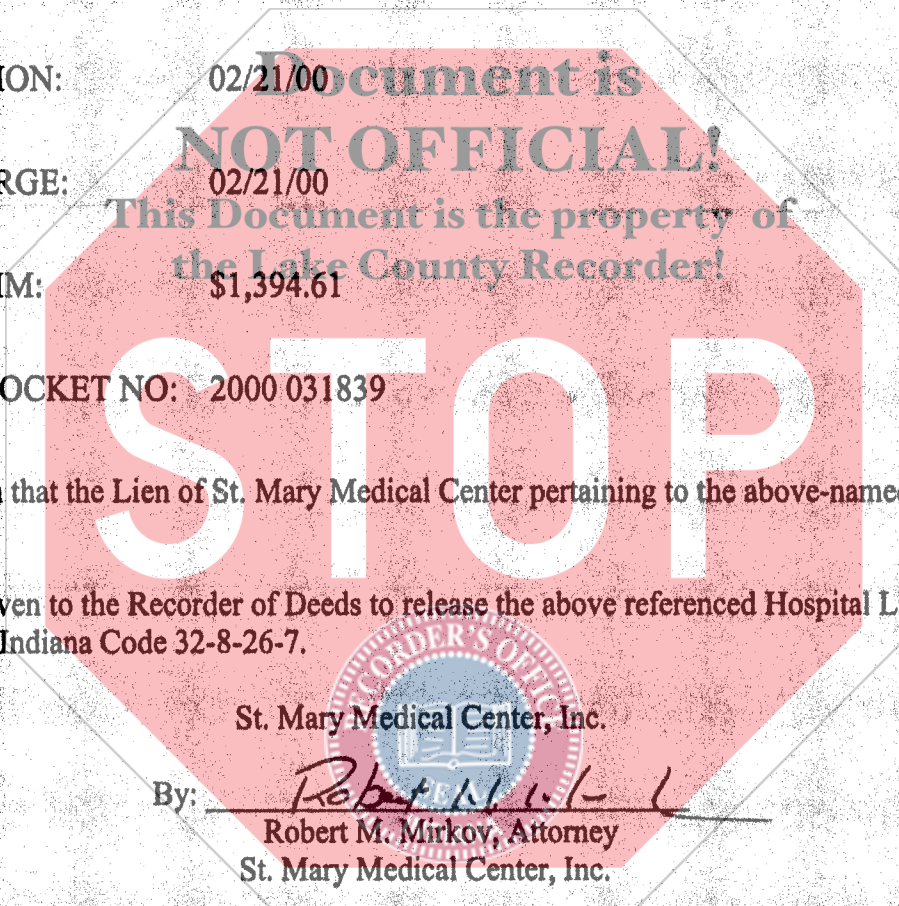 Document is
ION: 02/21/00
NOT OFFICIAL!
RGE: 02/21/00
This Document is the property of
the Lake County Recorder!
IM: $1,394.61
STOP
OCKET NO: 2000 031839
that the Lien of St. Mary Medical Center pertaining to the above-named
ven to the Recorder of Deeds to release the above referenced Hospital L
Indiana Code 32-8-26-7.
RECORDER'S OFFICE
St. Mary Medical Center, Inc.
By:
Robert M. Mirkov, Attorney
St. Mary Medical Center, Inc.